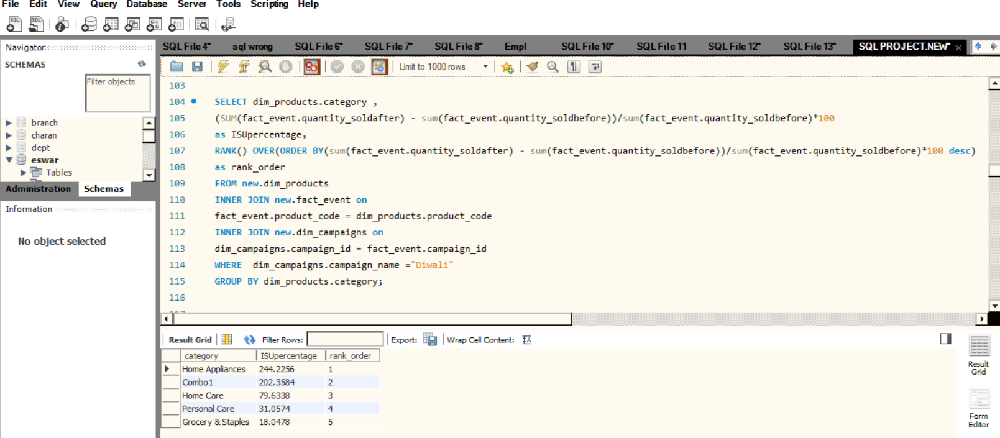 File Edit View Query Database Server Tools Scripting Help
Navigator
SCHEMAS
Filter objects
branch
charan
dept
eswar
Tables
Administration Schemas
Information
No object selected
SQL File 4* sql wrong SQL File 6* SQL File 7* SQL File 8* Empl SQL File 10* SQL File 11 SQL File 12* SQL File 13* SQL PROJECT.NEW*
Limit to 1000 rows
103
104 SELECT dim_products.category ,
105 (SUM(fact_event.quantity_soldafter) - sum(fact_event.quantity_soldbefore))/sum(fact_event.quantity_soldbefore)*100
106 as ISUpercentage,
107 RANK() OVER(ORDER BY(sum(fact_event.quantity_soldafter) - sum(fact_event.quantity_soldbefore))/sum(fact_event.quantity_soldbefore)*100 desc)
108 as rank_order
109 FROM new.dim_products
110 INNER JOIN new.fact_event on
111 fact_event.product_code = dim_products.product_code
112 INNER JOIN new.dim_campaigns on
113 dim_campaigns.campaign_id = fact_event.campaign_id
114 WHERE dim_campaigns.campaign_name ="Diwali"
115 GROUP BY dim_products.category;
116
Result Grid Filter Rows: Export: Wrap Cell Content:
category ISUpercentage rank_order
Home Appliances 244.2256 1
Combo1 202.3584 2
Home Care 79.6338 3
Personal Care 31.0574 4
Grocery & Staples 18.0478 5
Result
Grid
Form
Editor